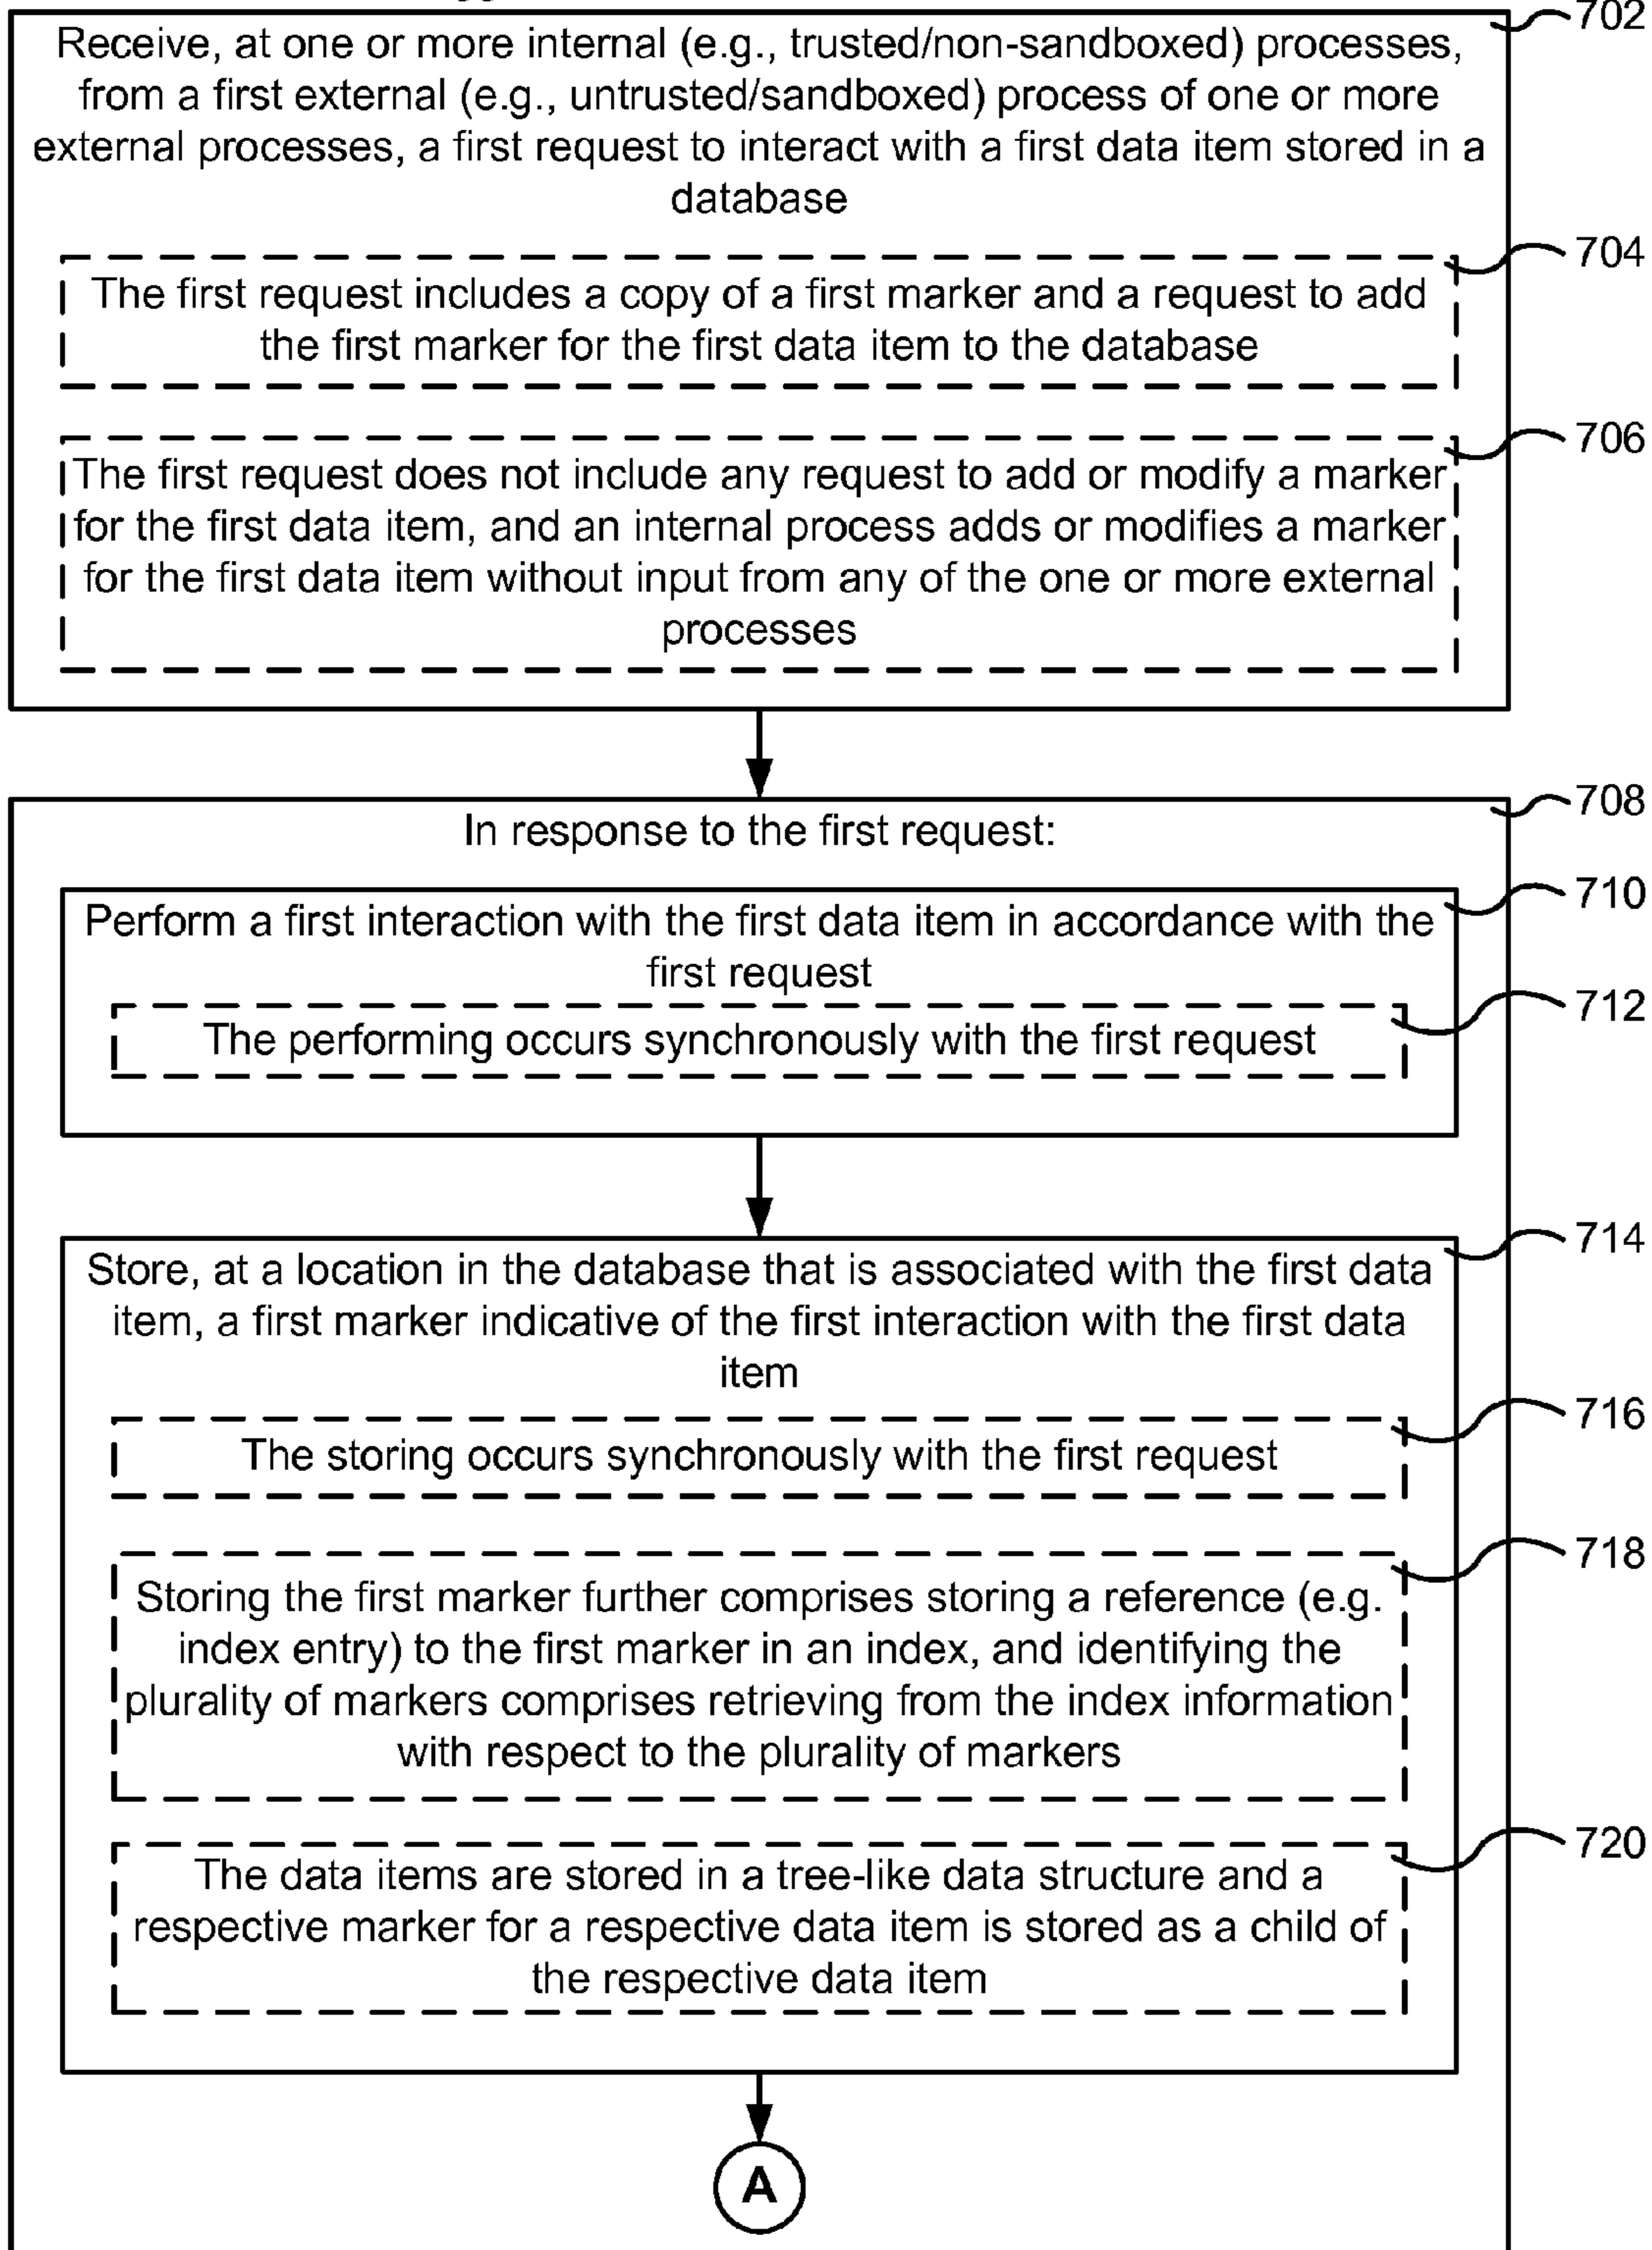 702
Receive, at one or more internal (e.g., trusted/non-sandboxed) processes,
from a first external (e.g., untrusted/sandboxed) process of one or more
external processes, a first request to interact with a first data item stored in a
database
704
The first request includes a copy of a first marker and a request to add
the first marker for the first data item to the database
706
The first request does not include any request to add or modify a marker
for the first data item, and an internal process adds or modifies a marker
for the first data item without input from any of the one or more external
processes
708
In response to the first request:
710
Perform a first interaction with the first data item in accordance with the
first request
712
The performing occurs synchronously with the first request
714
Store, at a location in the database that is associated with the first data
item, a first marker indicative of the first interaction with the first data
item
716
The storing occurs synchronously with the first request
718
Storing the first marker further comprises storing a reference (e.g.
index entry) to the first marker in an index, and identifying the
plurality of markers comprises retrieving from the index information
with respect to the plurality of markers
720
The data items are stored in a tree-like data structure and a
respective marker for a respective data item is stored as a child of
the respective data item
A